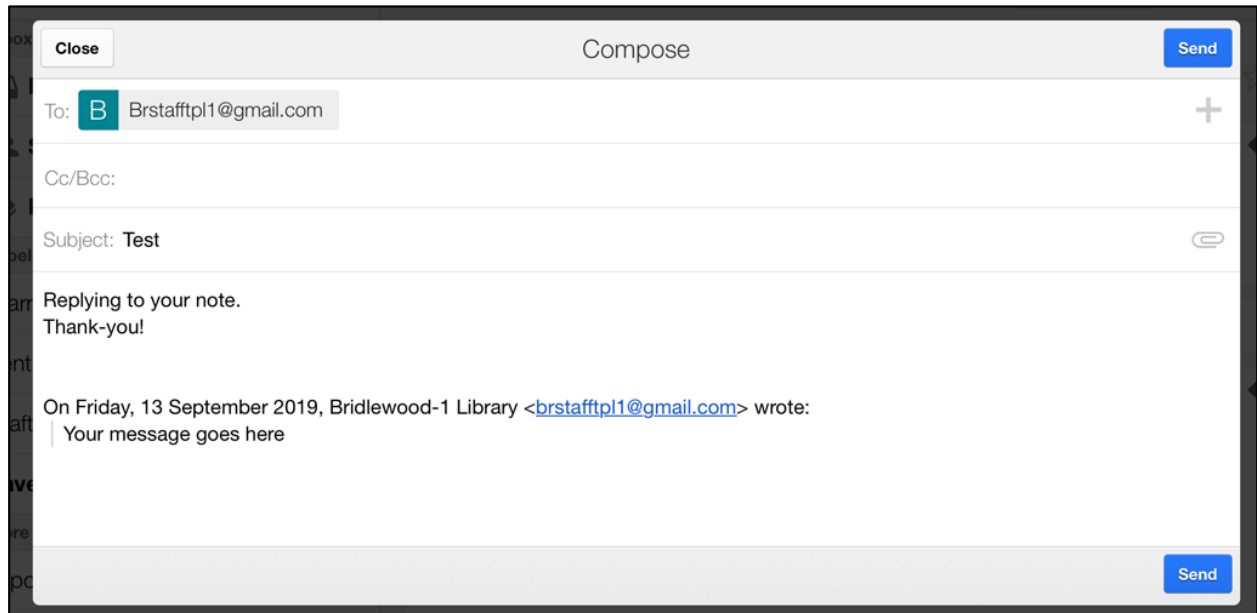 Close Compose Send
To: B Brstafftpl1@gmail.com
Cc/Bcc:
Subject: Test
Replying to your note.
Thank-you!
On Friday, 13 September 2019, Bridlewood-1 Library <brstafftpl1@gmail.com> wrote:
Your message goes here
Send